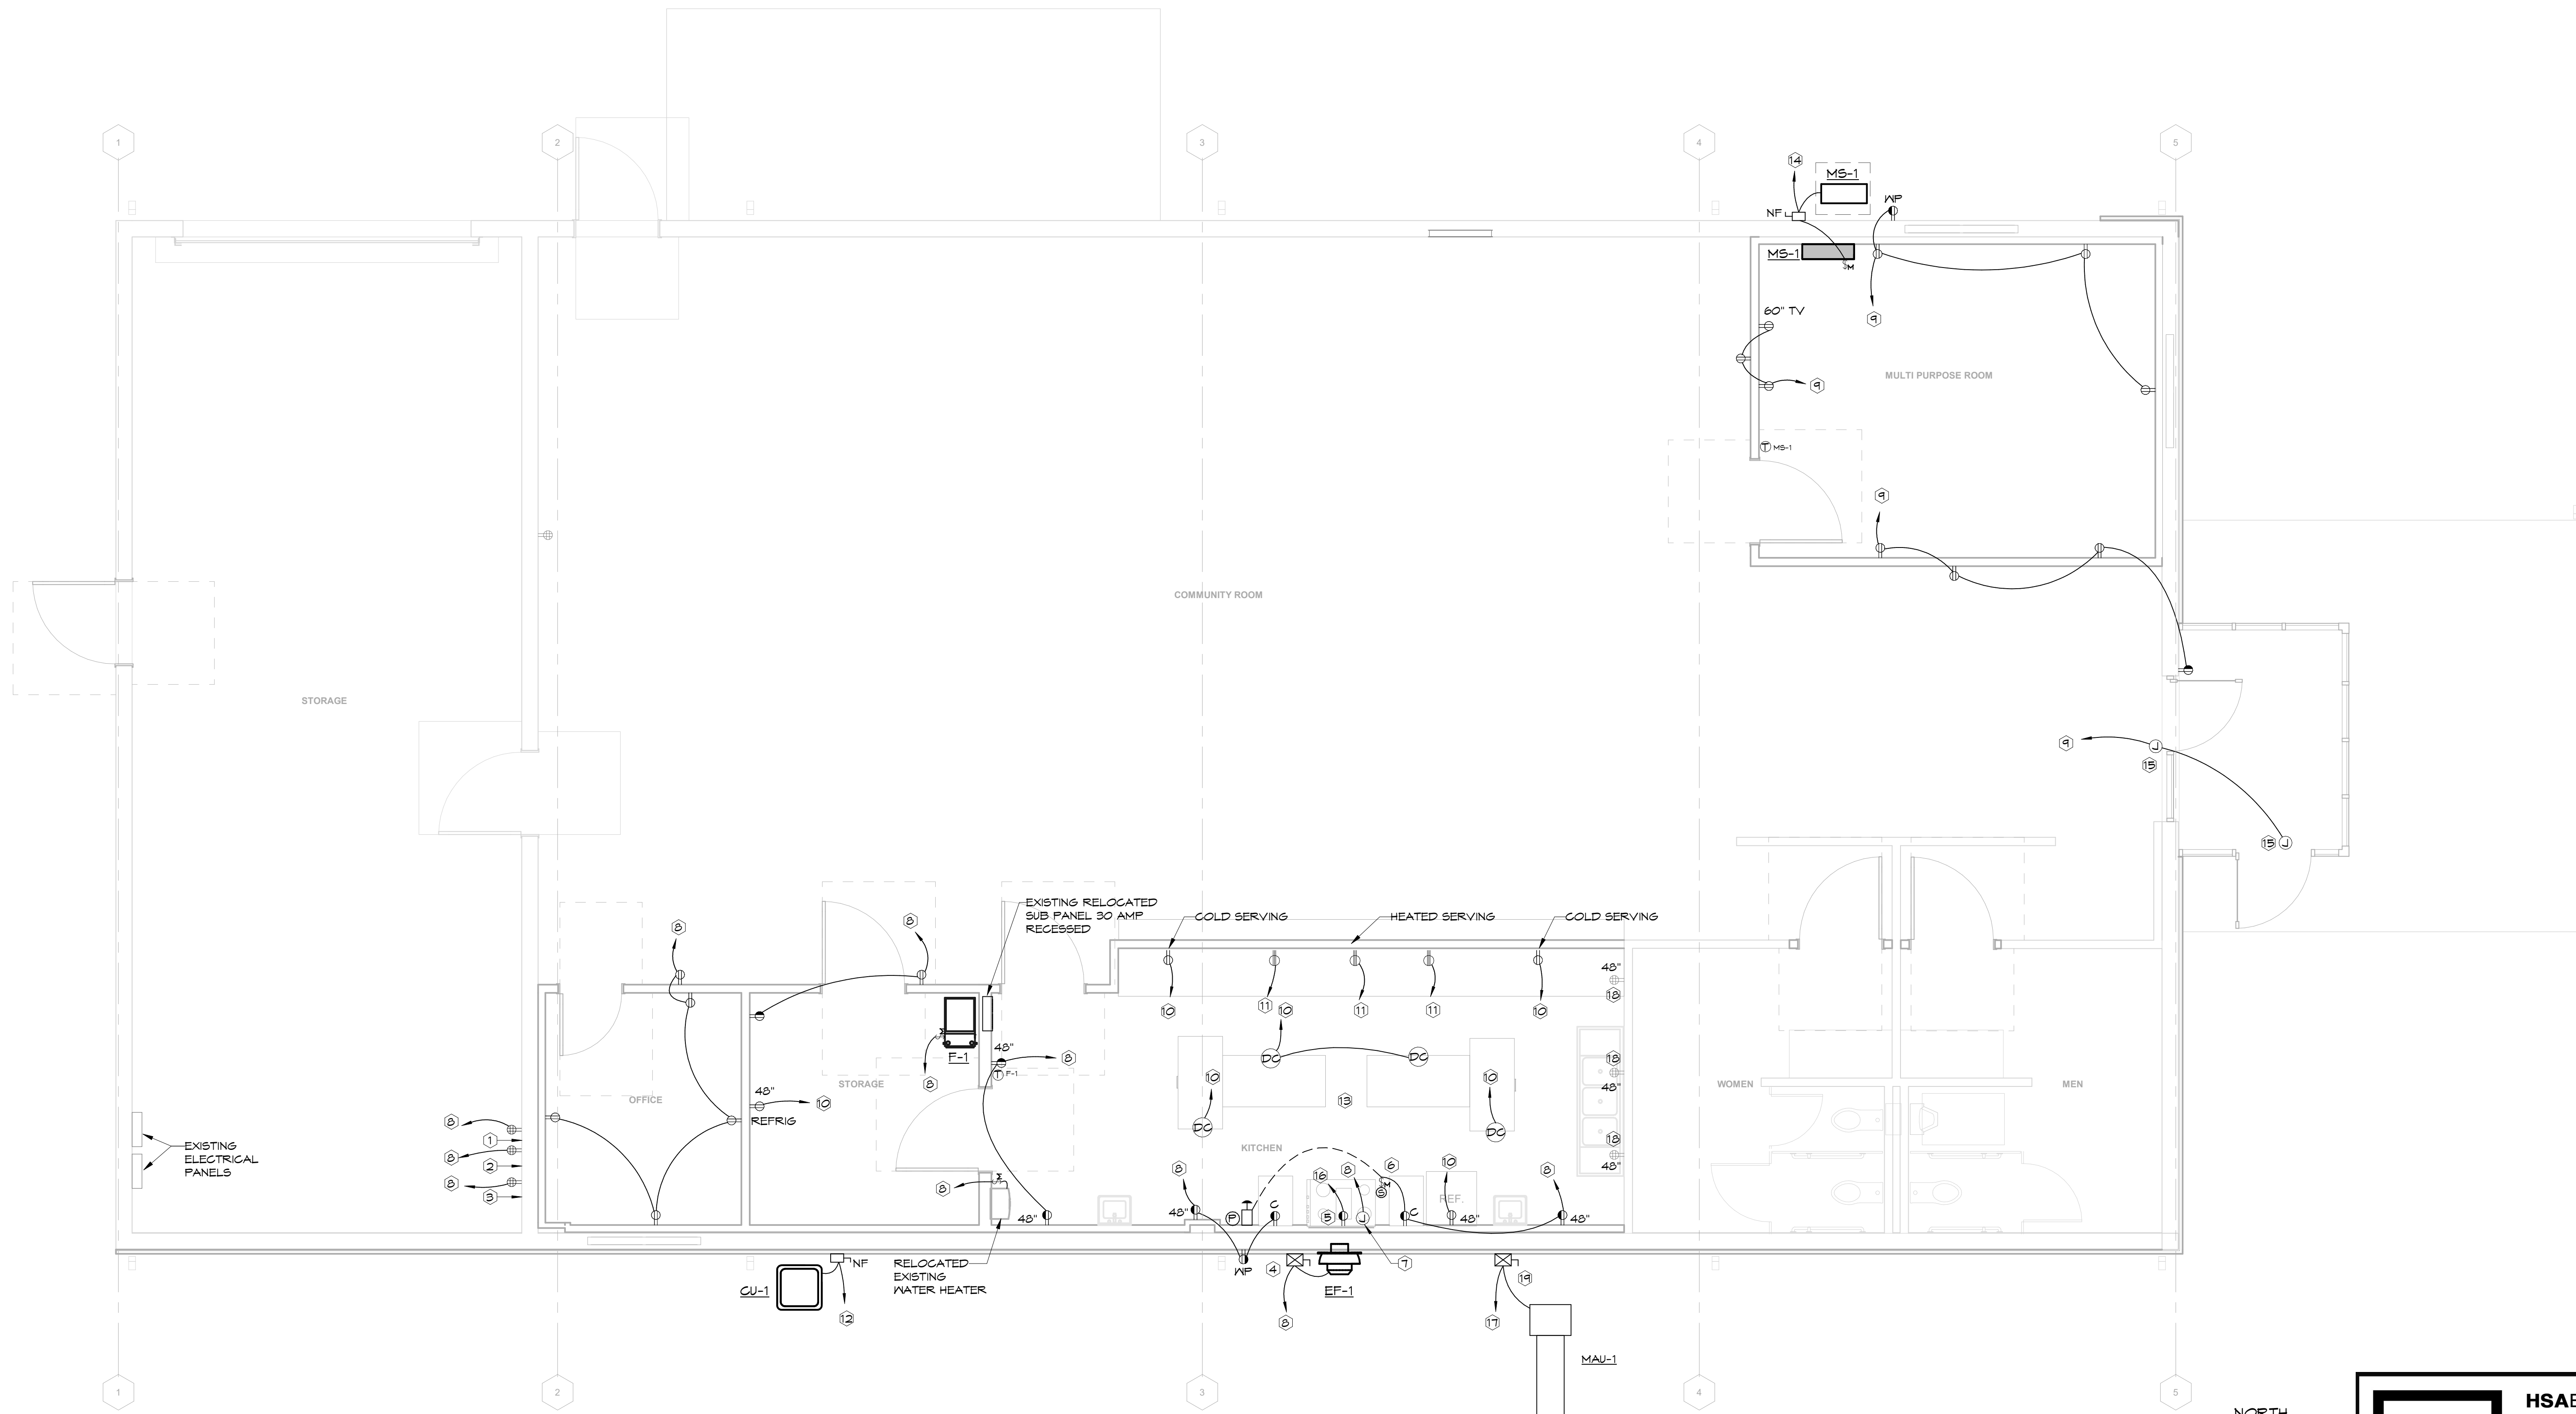 1
2
3
4
5
14
MS-1
NF
WP
MS-1
M
9
60" TV
9
MULTI PURPOSE ROOM
T MS-1
9
COMMUNITY ROOM
STORAGE
9
J
15
15 J
EXISTING RELOCATED
SUB PANEL 30 AMP
RECESSED
COLD SERVING
HEATED SERVING
COLD SERVING
8
8
48"
18
10
11
10
11
11
10
F-1
48"
8
T F-1
8
DC
DC
18
48"
STORAGE
WOMEN
MEN
48"
10
REFRIG
OFFICE
10
13
10
DC
DC
8
1
8
2
8
3
EXISTING
ELECTRICAL
PANELS
KITCHEN
18
48"
M
8
48"
8
48"
P
C
16
8
5
J
6
M
S
C
10
REF.
48"
8
48"
NF
CU-1
12
RELOCATED
EXISTING
WATER HEATER
WP
4
8
EF-1
7
19
17
MAU-1
1
2
3
4
5
NORTH
HSAE